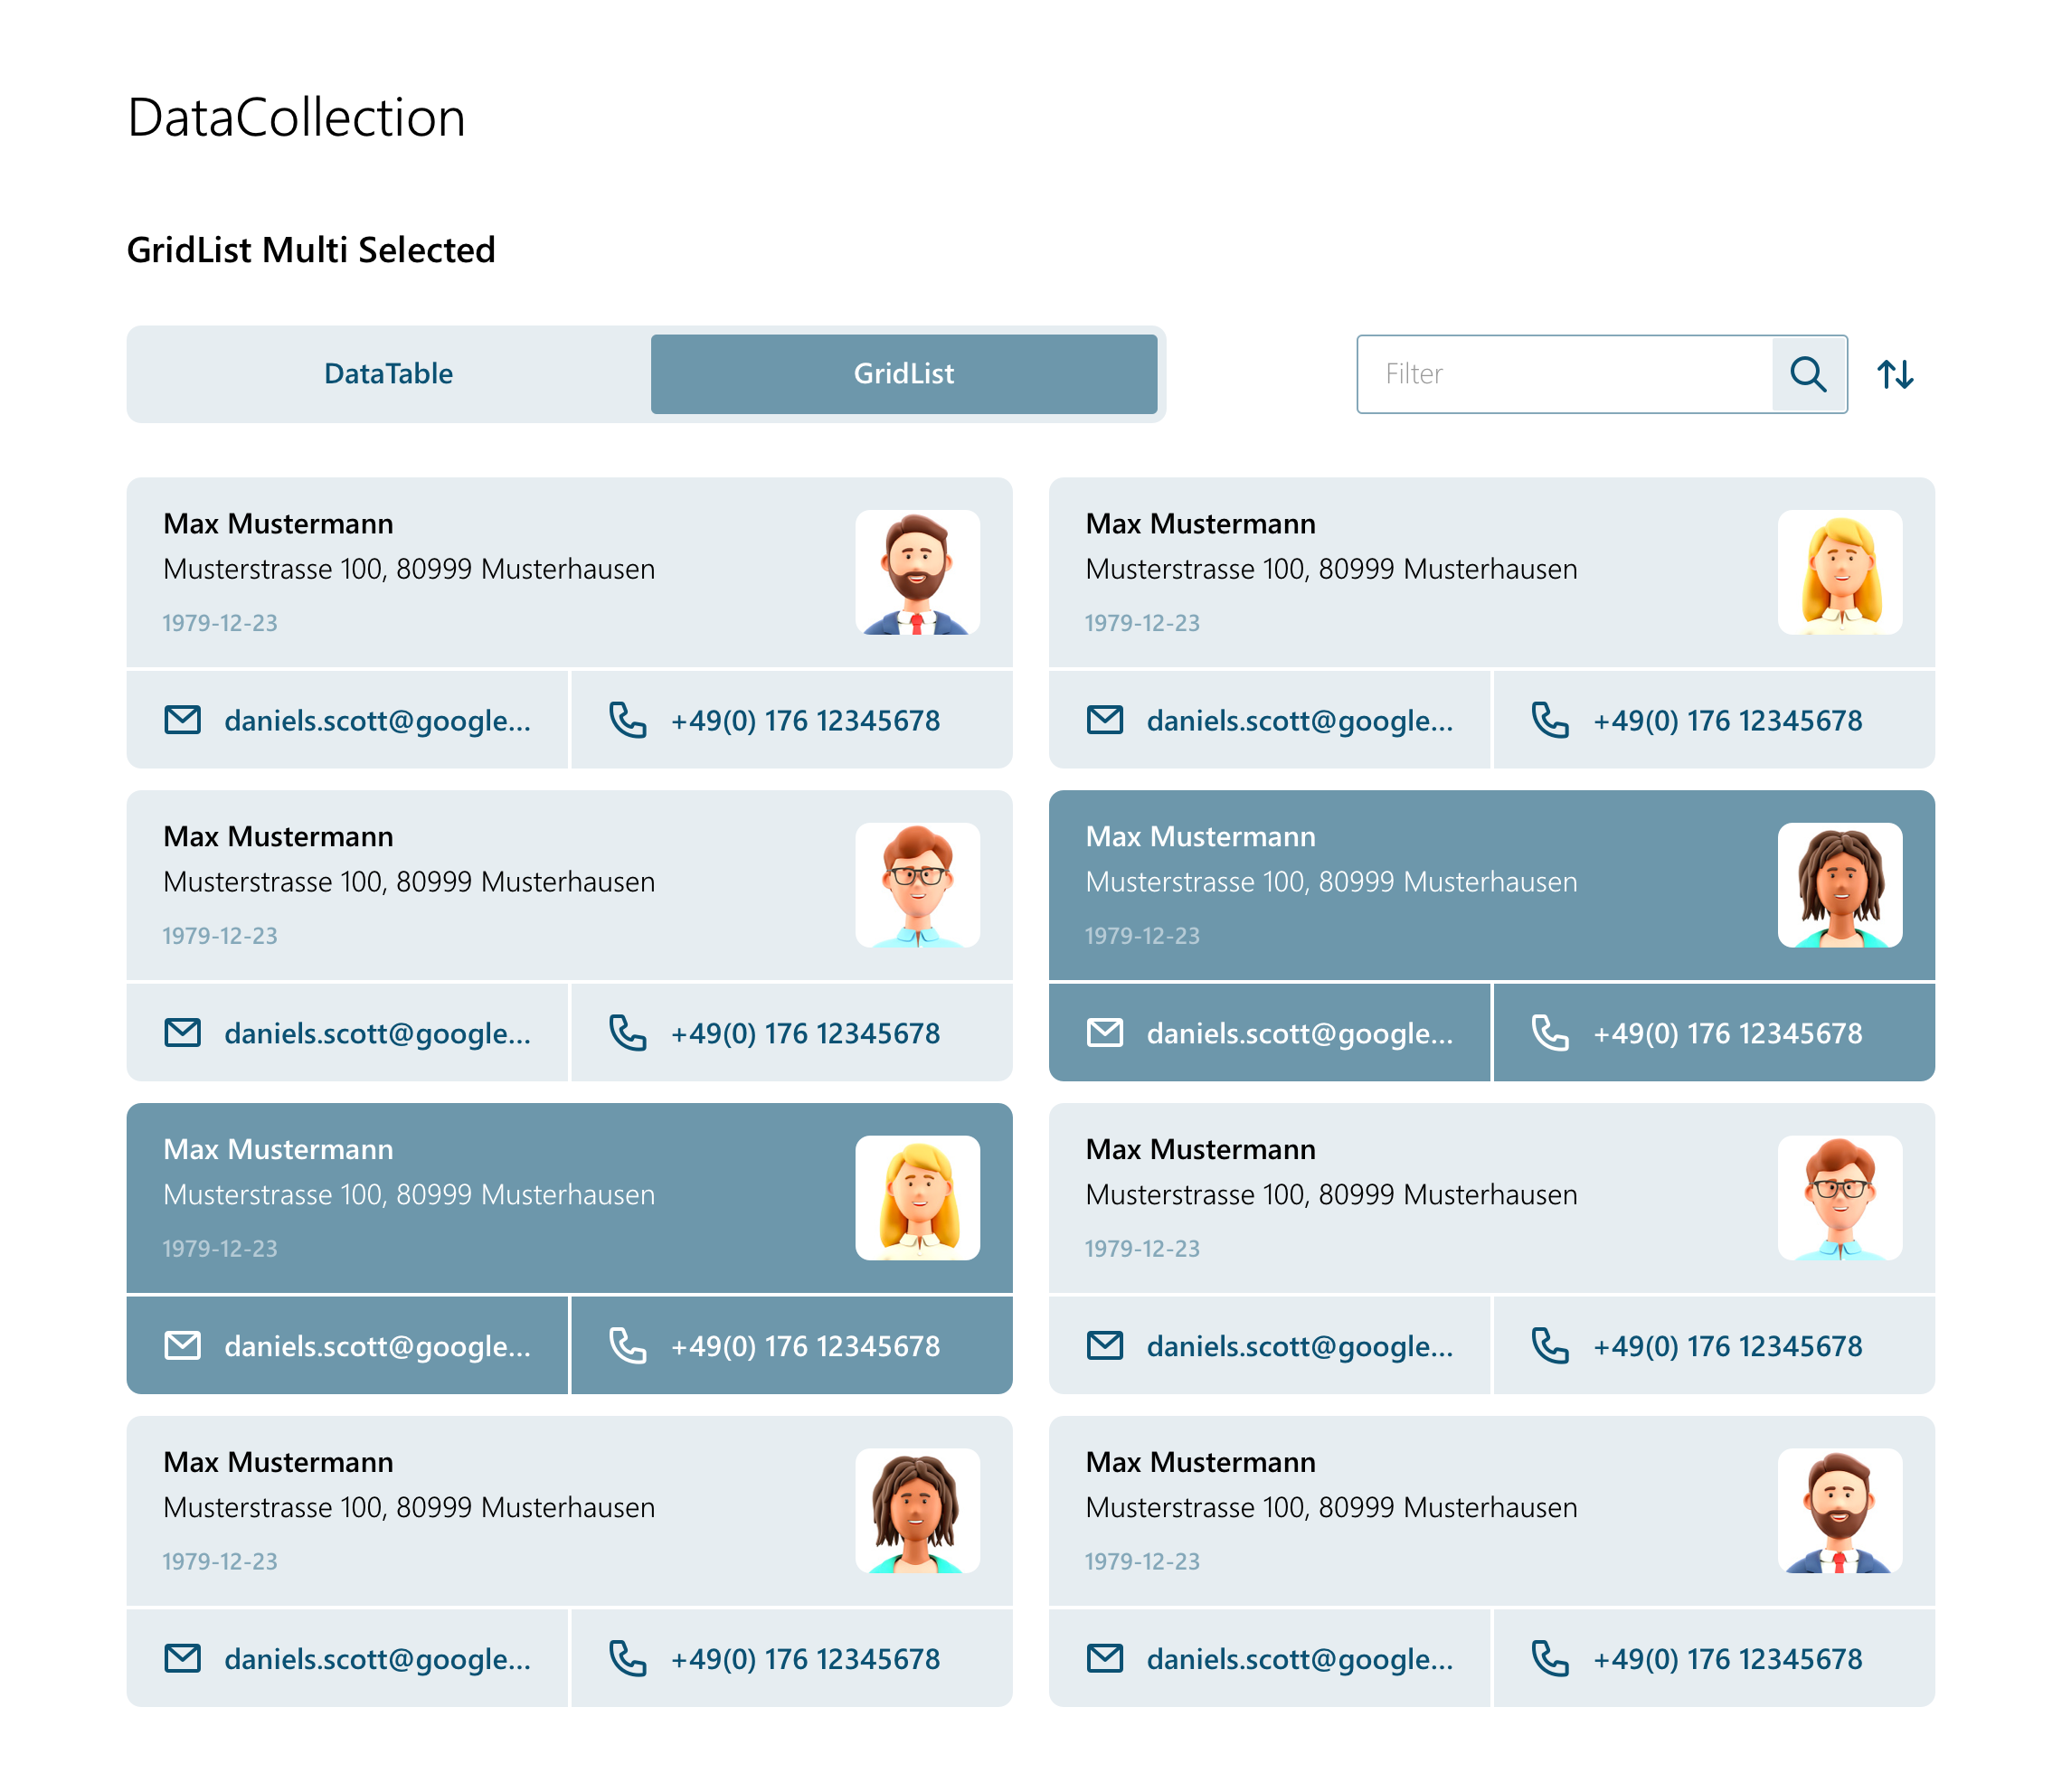 DataCollection
GridList Multi Selected
DataTable
GridList
Filter
Max Mustermann
Musterstrasse 100, 80999 Musterhausen
1979-12-23
daniels.scott@google...
+49(0) 176 12345678
Max Mustermann
Musterstrasse 100, 80999 Musterhausen
1979-12-23
daniels.scott@google...
+49(0) 176 12345678
Max Mustermann
Musterstrasse 100, 80999 Musterhausen
1979-12-23
daniels.scott@google...
+49(0) 176 12345678
Max Mustermann
Musterstrasse 100, 80999 Musterhausen
1979-12-23
daniels.scott@google...
+49(0) 176 12345678
Max Mustermann
Musterstrasse 100, 80999 Musterhausen
1979-12-23
daniels.scott@google...
+49(0) 176 12345678
Max Mustermann
Musterstrasse 100, 80999 Musterhausen
1979-12-23
daniels.scott@google...
+49(0) 176 12345678
Max Mustermann
Musterstrasse 100, 80999 Musterhausen
1979-12-23
daniels.scott@google...
+49(0) 176 12345678
Max Mustermann
Musterstrasse 100, 80999 Musterhausen
1979-12-23
daniels.scott@google...
+49(0) 176 12345678